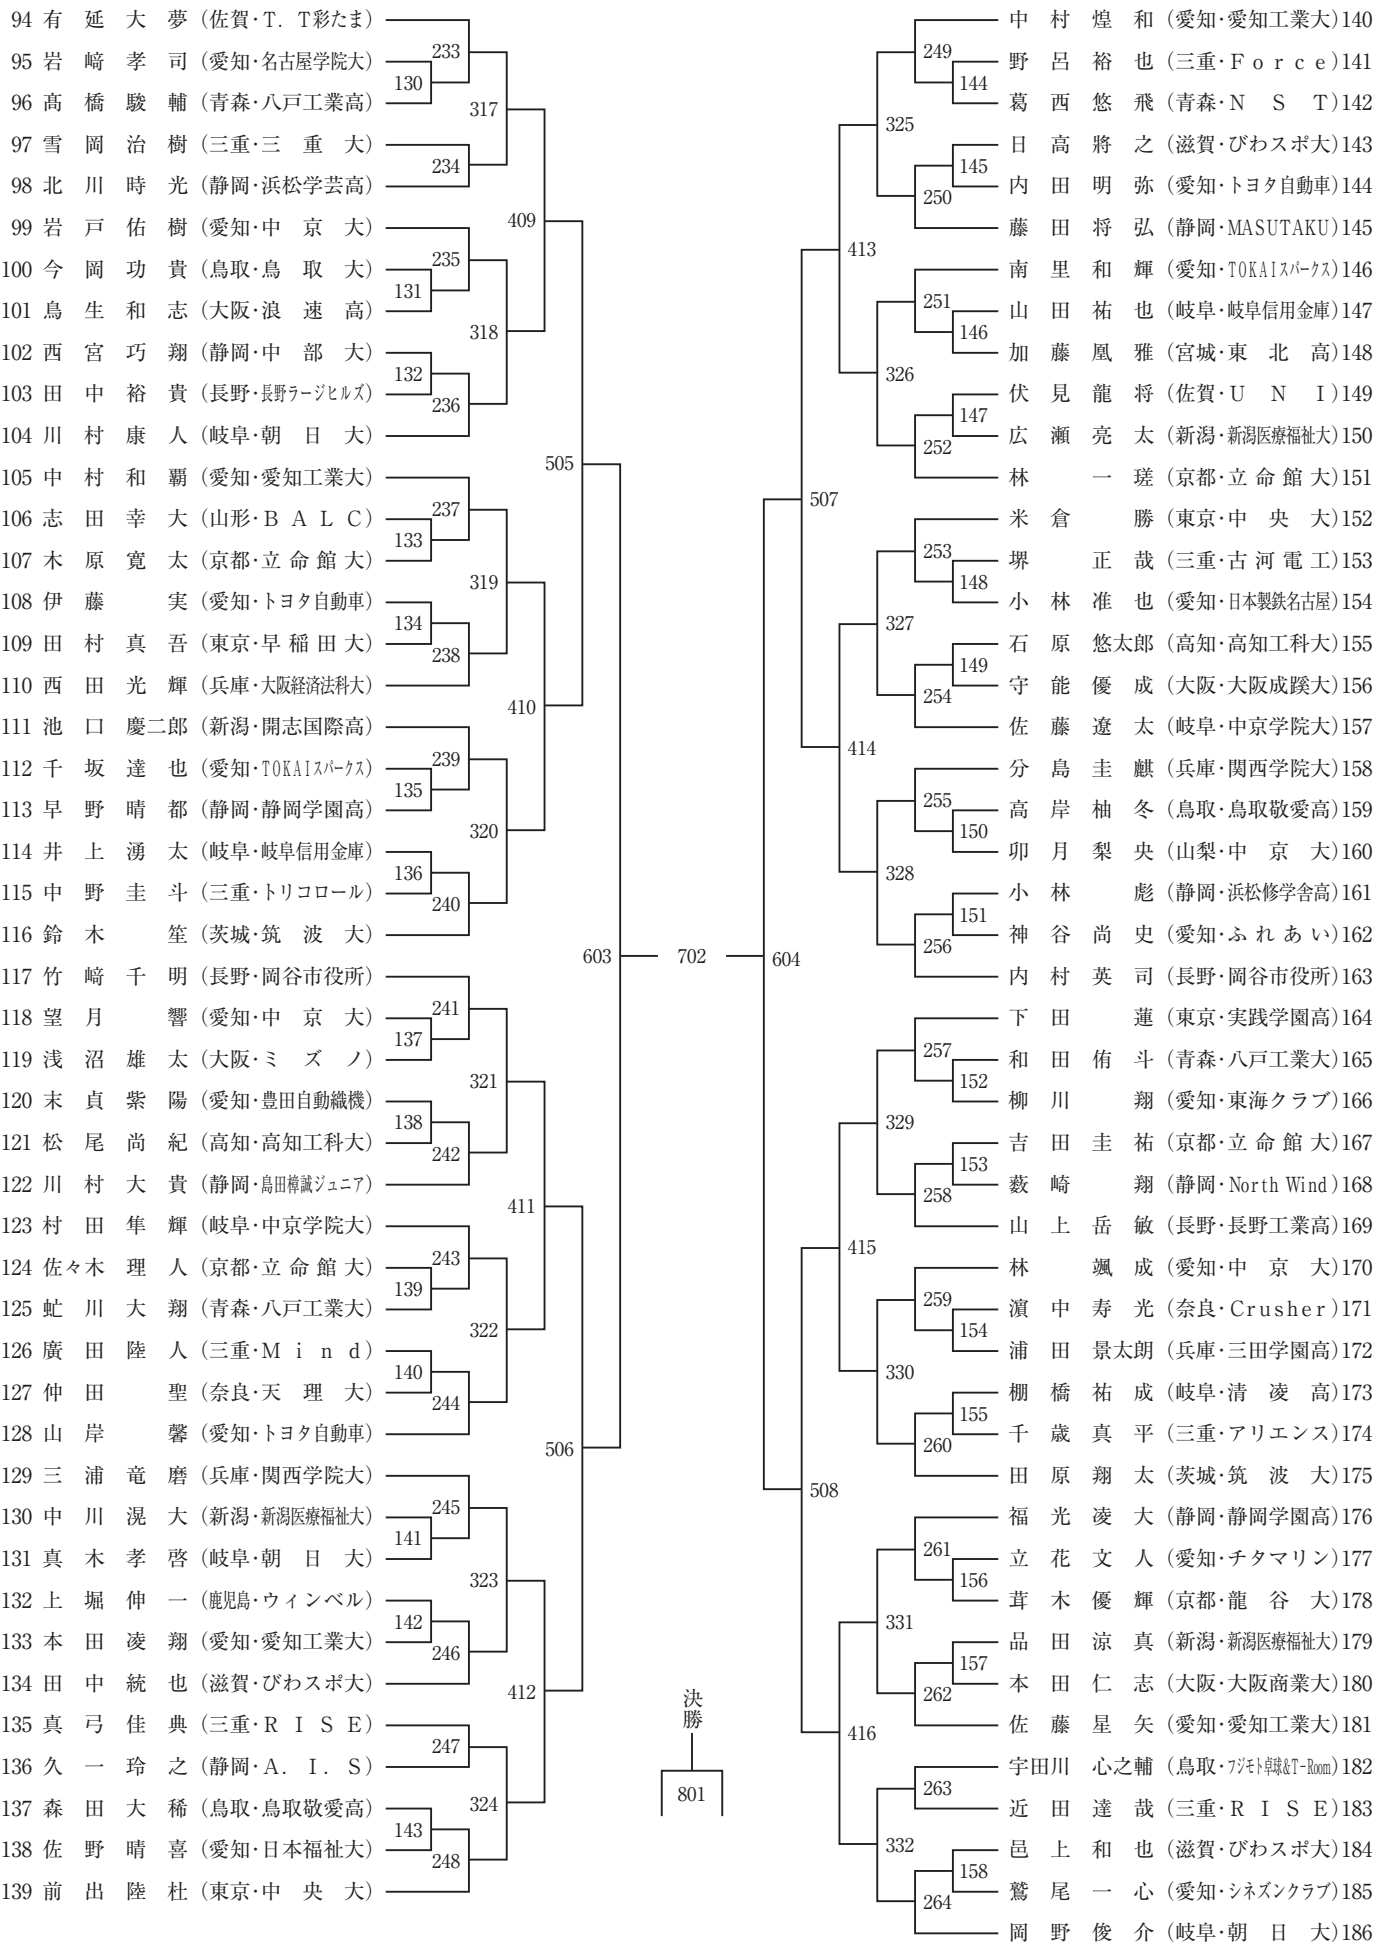 94 有延大夢 (佐賀・T．T彩たま)
233
95 岩﨑孝司 (愛知・名古屋学院大)
130
96 髙橋駿輔 (青森・八戸工業高)
317
97 雪岡治樹 (三重・三重大)
234
98 北川時光 (静岡・浜松学芸高)
409
99 岩戸佑樹 (愛知・中京大)
235
100 今岡功貴 (鳥取・鳥取大)
131
101 鳥生和志 (大阪・浪速高)
318
102 西宮巧翔 (静岡・中部大)
132
103 田中裕貴 (長野・長野ラージヒルズ)
236
104 川村康人 (岐阜・朝日大)
505
105 中村和覇 (愛知・愛知工業大)
237
106 志田幸大 (山形・BALC)
133
107 木原寛太 (京都・立命館大)
319
108 伊藤実 (愛知・トヨタ自動車)
134
109 田村真吾 (東京・早稲田大)
238
110 西田光輝 (兵庫・大阪経済法科大)
410
111 池口慶二郎 (新潟・開志国際高)
239
112 千坂達也 (愛知・TOKAIスパークス)
135
113 早野晴都 (静岡・静岡学園高)
320
114 井上湧太 (岐阜・岐阜信用金庫)
136
115 中野圭斗 (三重・トリコロール)
240
116 鈴木笙 (茨城・筑波大)
603
117 竹﨑千明 (長野・岡谷市役所)
241
118 望月響 (愛知・中京大)
137
119 浅沼雄太 (大阪・ミズノ)
321
120 末貞紫陽 (愛知・豊田自動織機)
138
121 松尾尚紀 (高知・高知工科大)
242
122 川村大貴 (静岡・島田樟誠ジュニア)
411
123 村田隼輝 (岐阜・中京学院大)
243
124 佐々木理人 (京都・立命館大)
139
125 虻川大翔 (青森・八戸工業大)
322
126 廣田陸人 (三重・Mind)
140
127 仲田聖 (奈良・天理大)
244
128 山岸馨 (愛知・トヨタ自動車)
506
129 三浦竜磨 (兵庫・関西学院大)
245
130 中川滉大 (新潟・新潟医療福祉大)
141
131 真木孝啓 (岐阜・朝日大)
323
132 上堀伸一 (鹿児島・ウィンベル)
142
133 本田凌翔 (愛知・愛知工業大)
246
134 田中統也 (滋賀・びわスポ大)
412
135 真弓佳典 (三重・RISE)
247
136 久一玲之 (静岡・A．I．S)
137 森田大稀 (鳥取・鳥取敬愛高)
324
143
138 佐野晴喜 (愛知・日本福祉大)
248
139 前出陸杜 (東京・中央大)
702
決勝
801
中村煌和 (愛知・愛知工業大)140
249
野呂裕也 (三重・Force)141
144
葛西悠飛 (青森・NST)142
325
日高將之 (滋賀・びわスポ大)143
145
内田明弥 (愛知・トヨタ自動車)144
250
藤田将弘 (静岡・MASUTAKU)145
413
南里和輝 (愛知・TOKAIスパークス)146
251
山田祐也 (岐阜・岐阜信用金庫)147
146
加藤凰雅 (宮城・東北高)148
326
伏見龍将 (佐賀・UNI)149
147
広瀬亮太 (新潟・新潟医療福祉大)150
252
林一瑳 (京都・立命館大)151
507
米倉勝 (東京・中央大)152
253
堺正哉 (三重・古河電工)153
148
小林准也 (愛知・日本製鉄名古屋)154
327
石原悠太郎 (高知・高知工科大)155
149
守能優成 (大阪・大阪成蹊大)156
254
佐藤遼太 (岐阜・中京学院大)157
414
分島圭麒 (兵庫・関西学院大)158
255
高岸柚冬 (鳥取・鳥取敬愛高)159
150
卯月梨央 (山梨・中京大)160
328
小林彪 (静岡・浜松修学舎高)161
151
神谷尚史 (愛知・ふれあい)162
256
内村英司 (長野・岡谷市役所)163
604
下田蓮 (東京・実践学園高)164
257
和田侑斗 (青森・八戸工業大)165
152
柳川翔 (愛知・東海クラブ)166
329
吉田圭祐 (京都・立命館大)167
153
薮崎翔 (静岡・North Wind)168
258
山上岳敏 (長野・長野工業高)169
415
林颯成 (愛知・中京大)170
259
濵中寿光 (奈良・Crusher)171
154
浦田景太朗 (兵庫・三田学園高)172
330
棚橋祐成 (岐阜・清凌高)173
155
千歳真平 (三重・アリエンス)174
260
田原翔太 (茨城・筑波大)175
508
福光凌大 (静岡・静岡学園高)176
261
立花文人 (愛知・チタマリン)177
156
茸木優輝 (京都・龍谷大)178
331
品田涼真 (新潟・新潟医療福祉大)179
157
本田仁志 (大阪・大阪商業大)180
262
佐藤星矢 (愛知・愛知工業大)181
416
宇田川心之輔 (鳥取・フジモト卓球&T-Room)182
263
近田達哉 (三重・RISE)183
332
邑上和也 (滋賀・びわスポ大)184
158
鷲尾一心 (愛知・シネズンクラブ)185
264
岡野俊介 (岐阜・朝日大)186